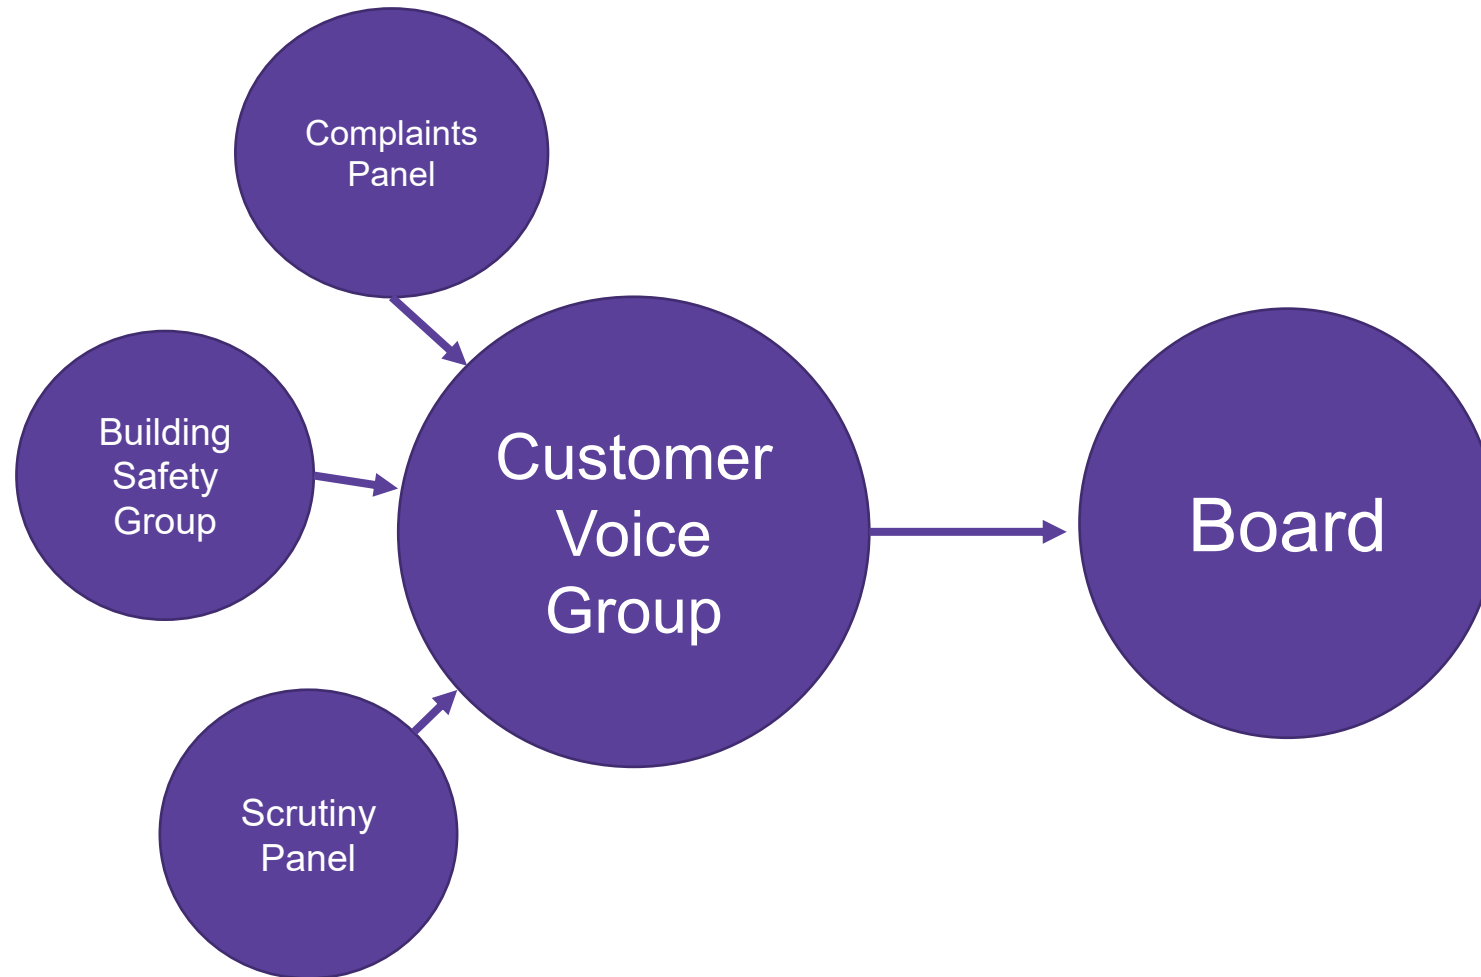 Complaints
Panel
Building
Safety
Group
Customer
Voice
Group
Board
Scrutiny
Panel